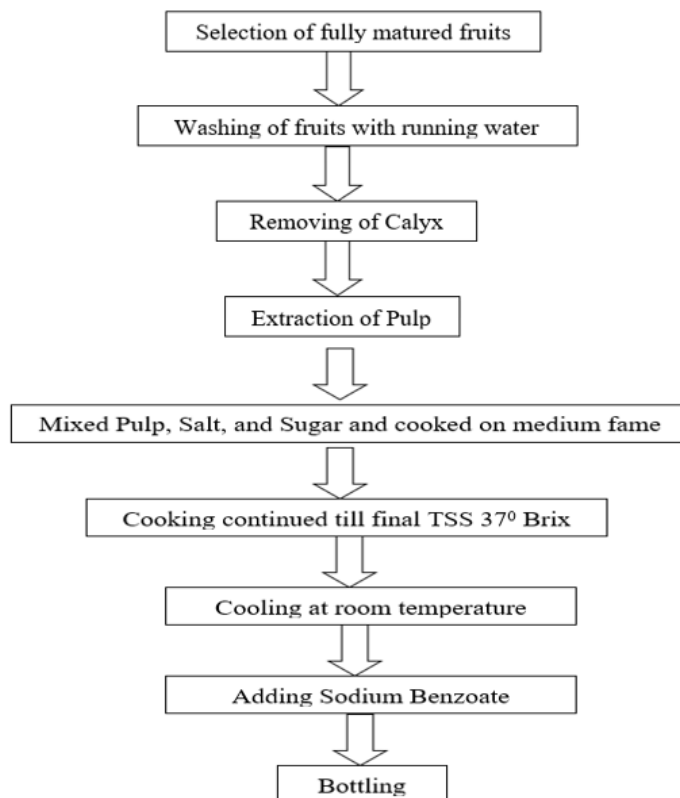 Selection of fully matured fruits
Washing of fruits with running water
Removing of Calyx
Extraction of Pulp
Mixed Pulp, Salt, and Sugar and cooked on medium fame
Cooking continued till final TSS 37⁰ Brix
Cooling at room temperature
Adding Sodium Benzoate
Bottling